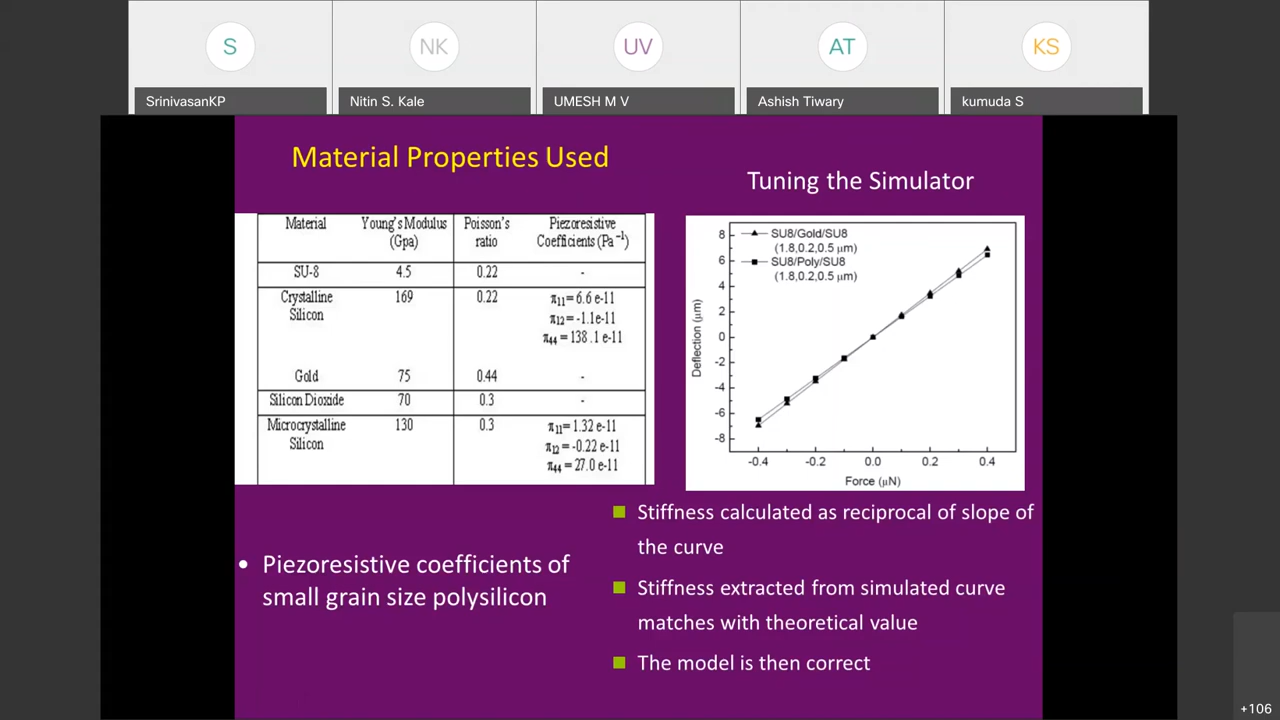 S
NK
UV
AT
KS
SrinivasanKP
Nitin S. Kale
UMESH M V
Ashish Tiwary
kumuda S
Material Properties Used
Material Young's Modulus (Gpa) Poisson's ratio Piezoresistive Coefficients (Pa⁻¹)
SU-8 4.5 0.22 -
Crystalline Silicon 169 0.22 π11= 6.6 e-11
π12= -1.1e-11
π44= 138.1 e-11
Gold 75 0.44 -
Silicon Dioxide 70 0.3 -
Microcrystalline Silicon 130 0.3 π11= 1.32 e-11
π12= -0.22 e-11
π44 = 27.0 e-11
• Piezoresistive coefficients of
small grain size polysilicon
Tuning the Simulator
SU8/Gold/SU8
(1.8,0.2,0.5 μm)
SU8/Poly/SU8
(1.8,0.2,0.5 μm)
Deflection (μm)
8
6
4
2
0
-2
-4
-6
-8
-0.4 -0.2 0.0 0.2 0.4
Force (μN)
Stiffness calculated as reciprocal of slope of
the curve
Stiffness extracted from simulated curve
matches with theoretical value
The model is then correct
+106